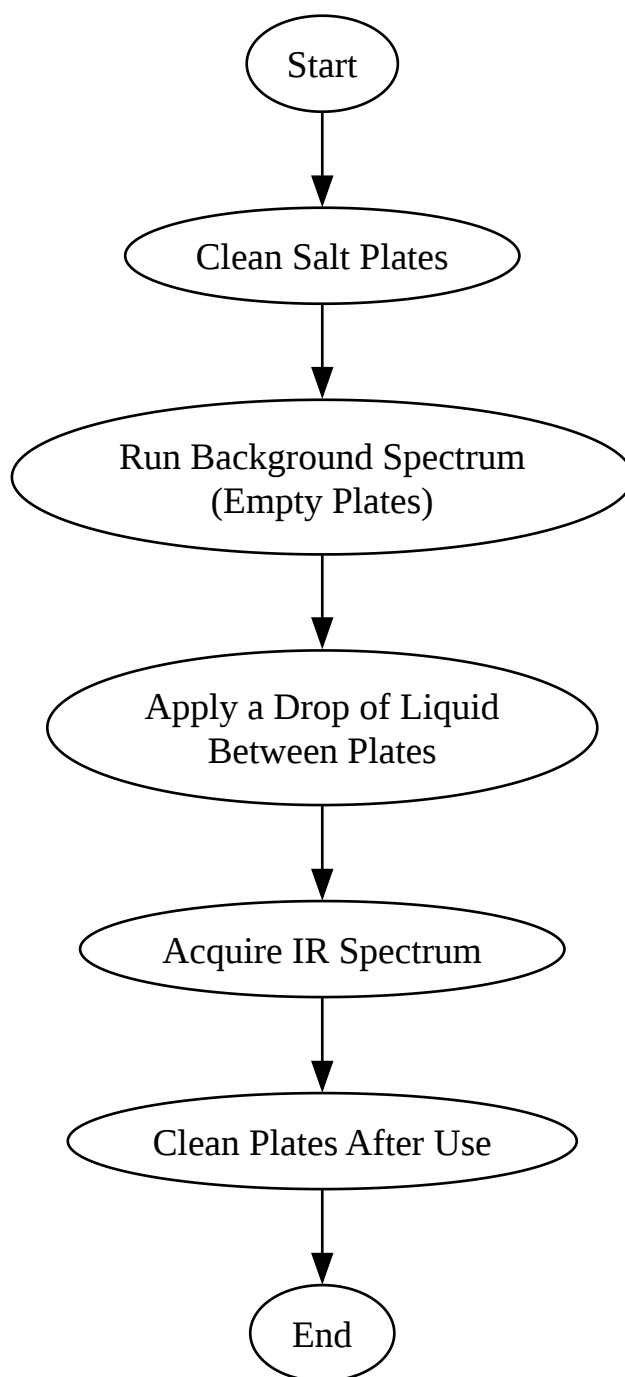 Start
Clean Salt Plates
Run Background Spectrum
(Empty Plates)
Apply a Drop of Liquid
Between Plates
Acquire IR Spectrum
Clean Plates After Use
End